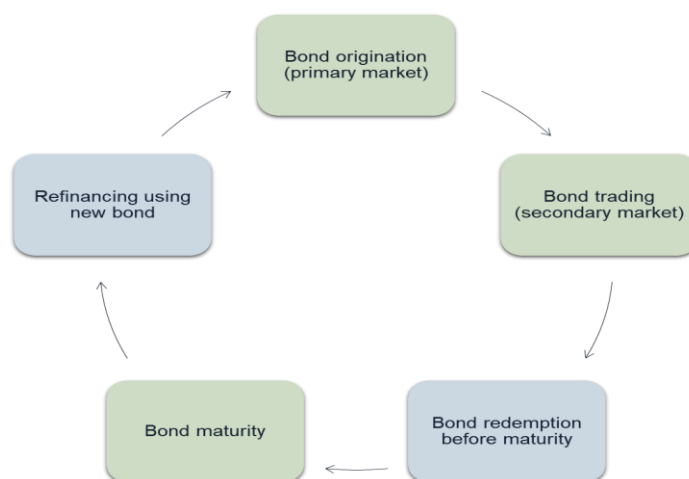 Bond origination
(primary market)
Bond trading
(secondary market)
Bond redemption
before maturity
Bond maturity
Refinancing using
new bond